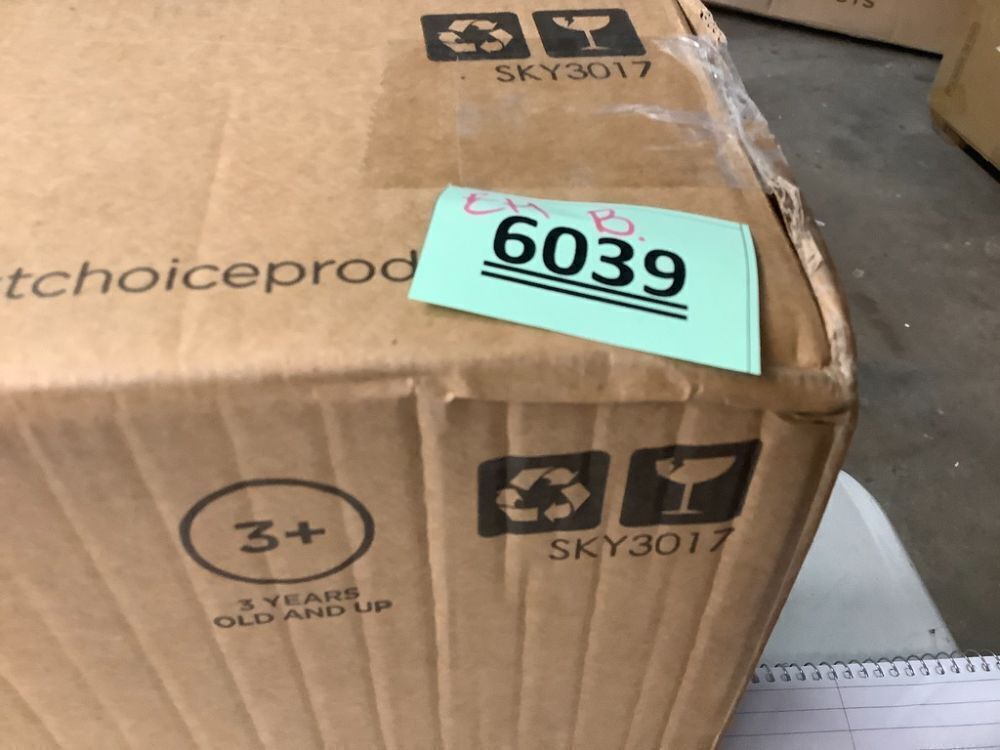 SKY3017
EH B.
6039
tchoiceprod
3+
3 YEARS
OLD AND UP
SKY3017